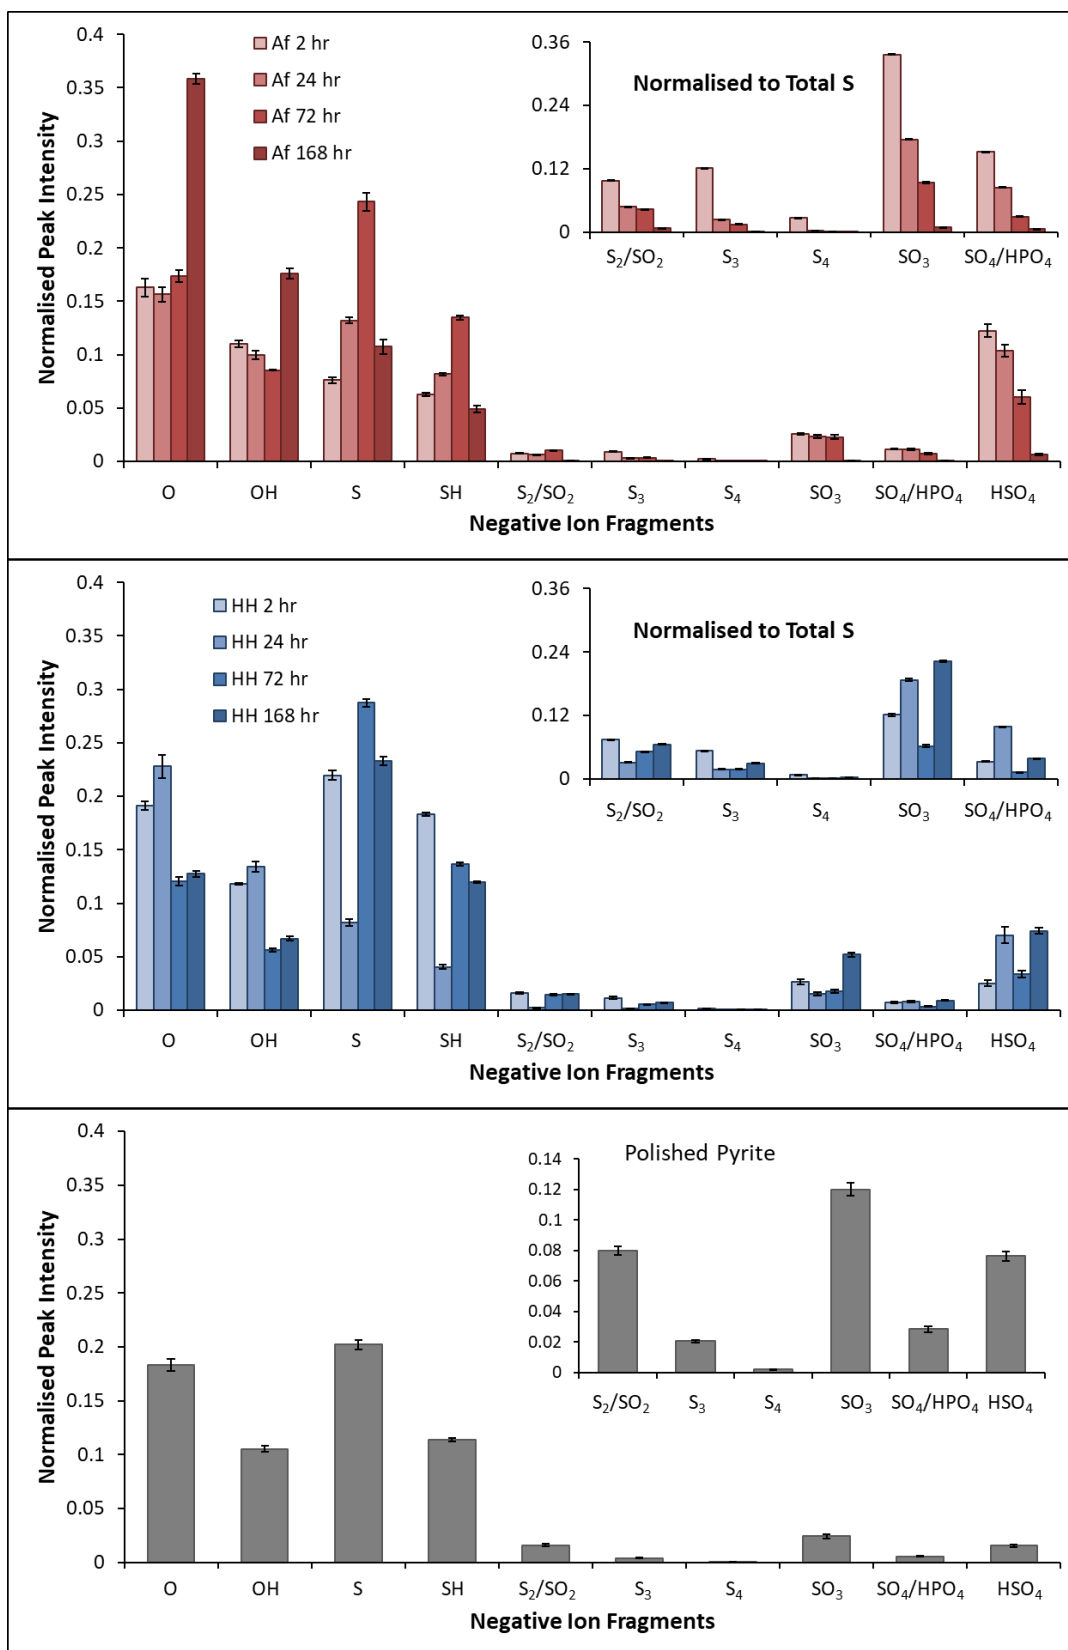 0.4
0.35
0.3
0.25
0.2
0.15
0.1
0.05
0
Normalised Peak Intensity
Af 2 hr
Af 24 hr
Af 72 hr
Af 168 hr
O OH S SH S₂/SO₂ S₃ S₄ SO₃ SO₄/HPO₄ HSO₄
Negative Ion Fragments
Normalised to Total S
0.36
0.24
0.12
0
S₂/SO₂ S₃ S₄ SO₃ SO₄/HPO₄
0.4
0.35
0.3
0.25
0.2
0.15
0.1
0.05
0
Normalised Peak Intensity
HH 2 hr
HH 24 hr
HH 72 hr
HH 168 hr
O OH S SH S₂/SO₂ S₃ S₄ SO₃ SO₄/HPO₄ HSO₄
Negative Ion Fragments
Normalised to Total S
0.36
0.24
0.12
0
S₂/SO₂ S₃ S₄ SO₃ SO₄/HPO₄
0.4
0.35
0.3
0.25
0.2
0.15
0.1
0.05
0
Normalised Peak Intensity
O OH S SH S₂/SO₂ S₃ S₄ SO₃ SO₄/HPO₄ HSO₄
Negative Ion Fragments
Polished Pyrite
0.14
0.12
0.1
0.08
0.06
0.04
0.02
0
S₂/SO₂ S₃ S₄ SO₃ SO₄/HPO₄ HSO₄